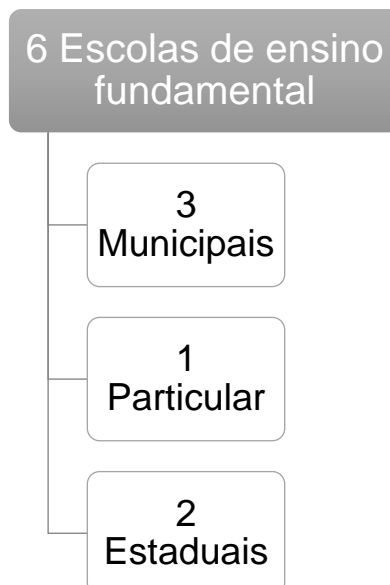 6 Escolas de ensino
fundamental
3
Municipais
1
Particular
2
Estaduais